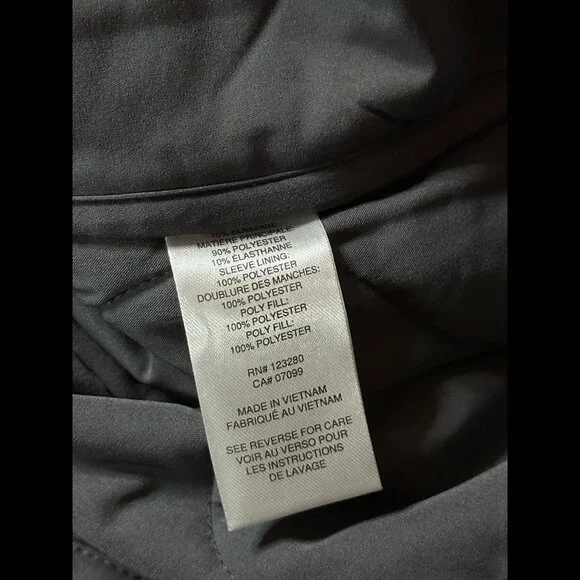 10% ELASTANE
MATIÈRE PRINCIPALE:
90% POLYESTER
10% ÉLASTHANNE
SLEEVE LINING:
100% POLYESTER
DOUBLURE DES MANCHES:
100% POLYESTER
POLY FILL:
100% POLYESTER
POLY FILL:
100% POLYESTER
RN# 123280
CA# 07099
MADE IN VIETNAM
FABRIQUÉ AU VIETNAM
SEE REVERSE FOR CARE
VOIR AU VERSO POUR
LES INSTRUCTIONS
DE LAVAGE